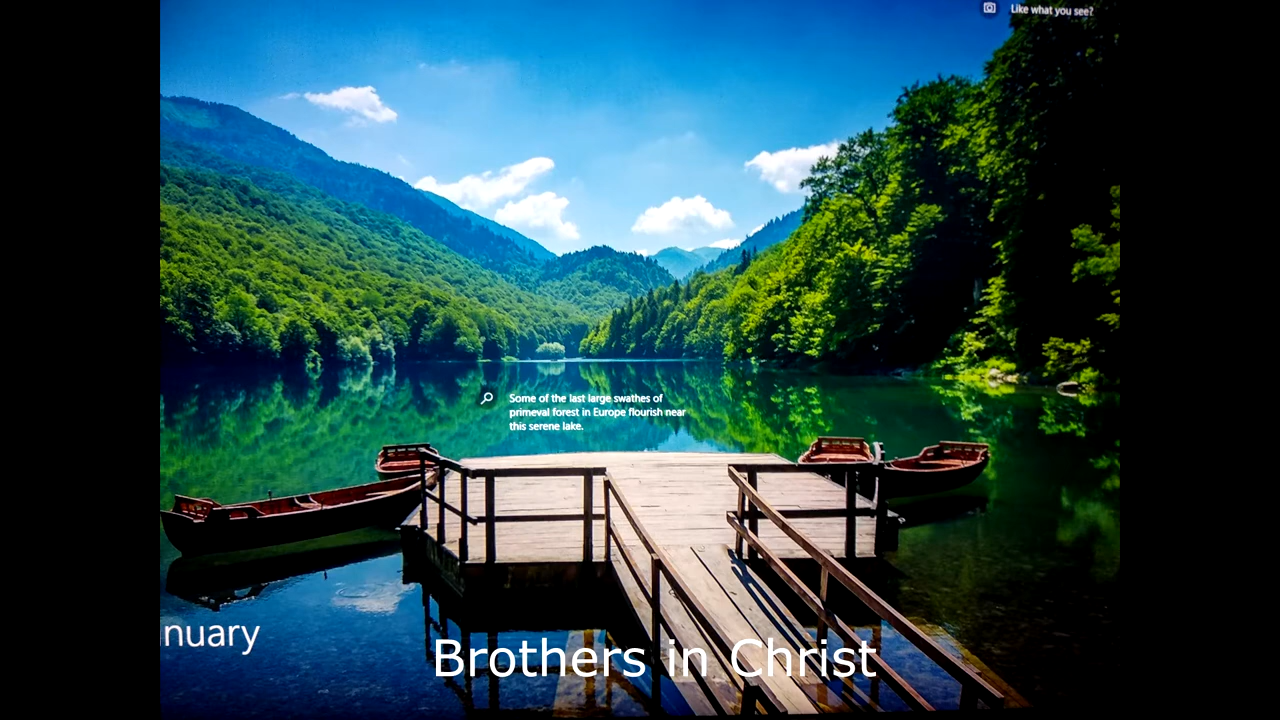 Like what you see?
Some of the last large swathes of
primeval forest in Europe flourish near
this serene lake.
nuary
Brothers in Christ